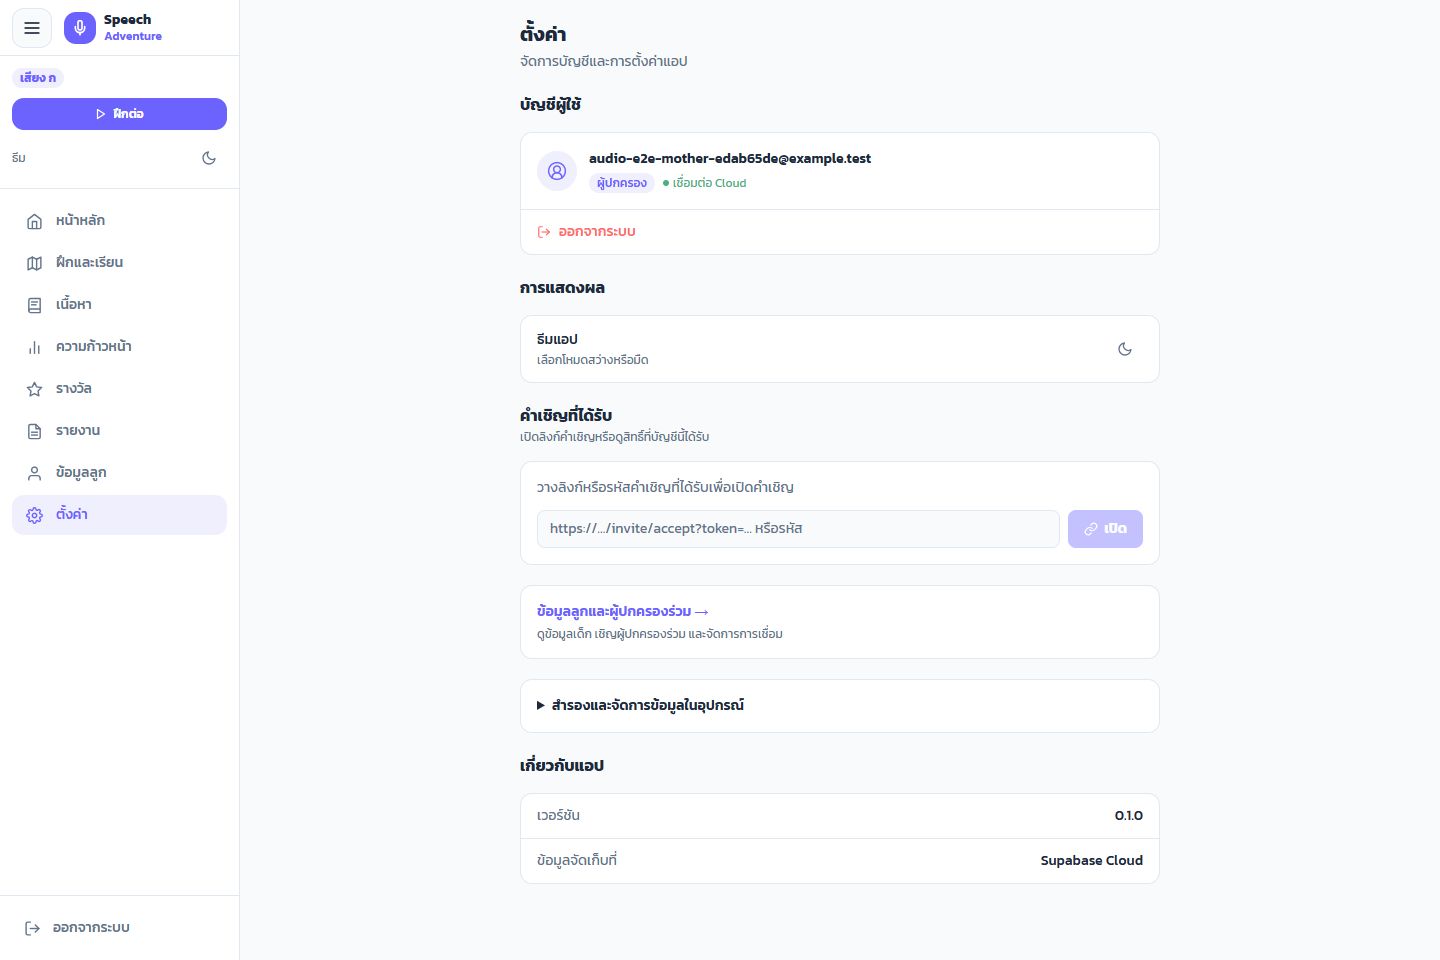 Speech
Adventure
เสียง ก
ฝึกต่อ
ธีม
หน้าหลัก
ฝึกและเรียน
เนื้อหา
ความก้าวหน้า
รางวัล
รายงาน
ข้อมูลลูก
ตั้งค่า
ออกจากระบบ
ตั้งค่า
จัดการบัญชีและการตั้งค่าแอป
บัญชีผู้ใช้
audio-e2e-mother-edab65de@example.test
ผู้ปกครอง ● เชื่อมต่อ Cloud
ออกจากระบบ
การแสดงผล
ธีมแอป
เลือกโหมดสว่างหรือมืด
คำเชิญที่ได้รับ
เปิดลิงก์คำเชิญหรือดูสิทธิ์ที่บัญชีนี้ได้รับ
วางลิงก์หรือรหัสคำเชิญที่ได้รับเพื่อเปิดคำเชิญ
https://.../invite/accept?token=... หรือรหัส
เปิด
ข้อมูลลูกและผู้ปกครองร่วม →
ดูข้อมูลเด็ก เชิญผู้ปกครองร่วม และจัดการการเชื่อม
▶ สำรองและจัดการข้อมูลในอุปกรณ์
เกี่ยวกับแอป
เวอร์ชัน 0.1.0
ข้อมูลจัดเก็บที่ Supabase Cloud